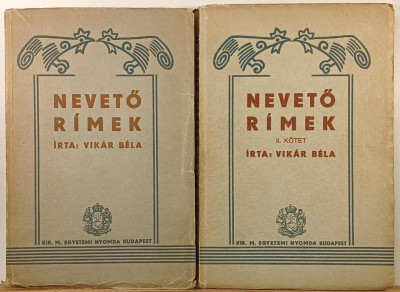 NEVETŐ
RÍMEK
ÍRTA: VIKÁR BÉLA
KIR. M. EGYETEMI NYOMDA BUDAPEST
NEVETŐ
RÍMEK
II. KÖTET
ÍRTA: VIKÁR BÉLA
KIR. M. EGYETEMI NYOMDA BUDAPEST